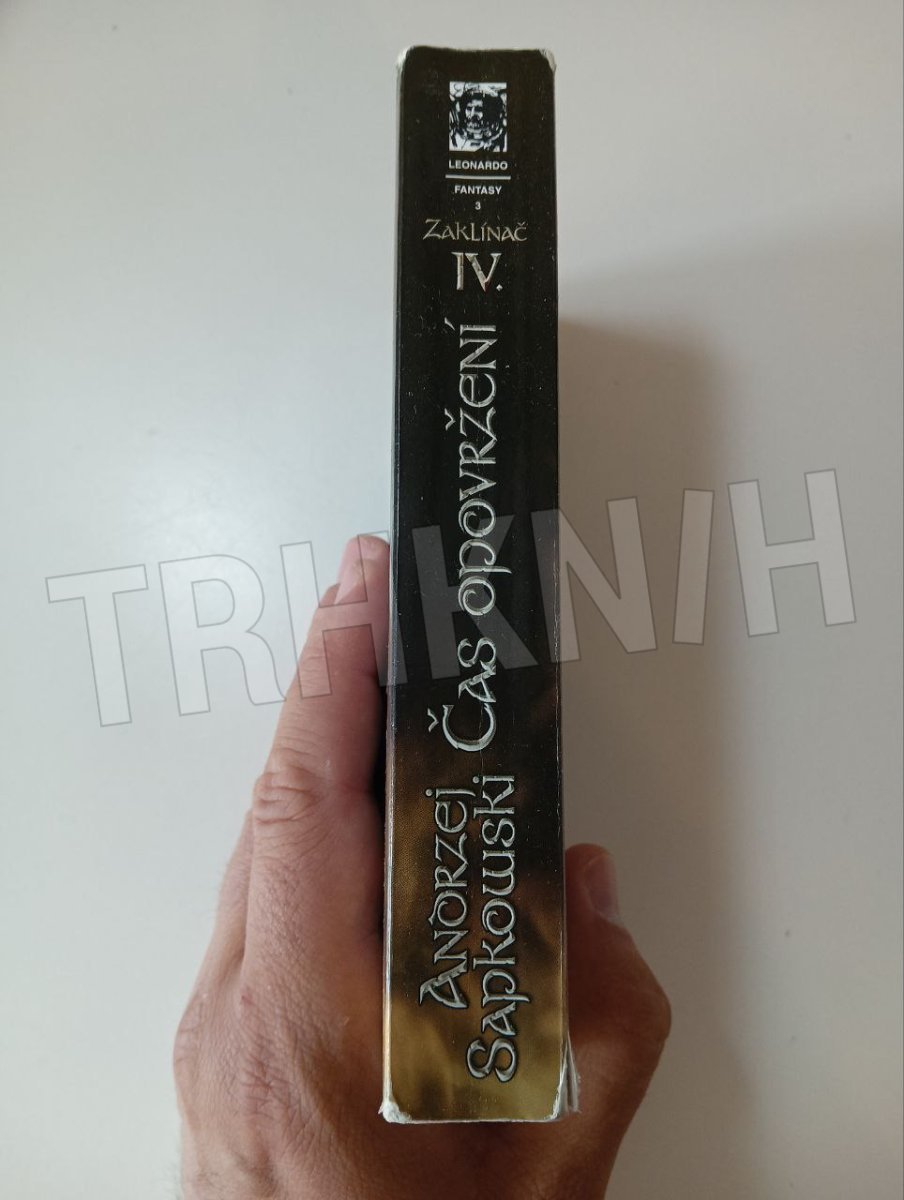 LEONARDO
FANTASY
3
Zaklínač
IV.
Čas opovržení
Andrzej
Sapkowski
TRHKNIH